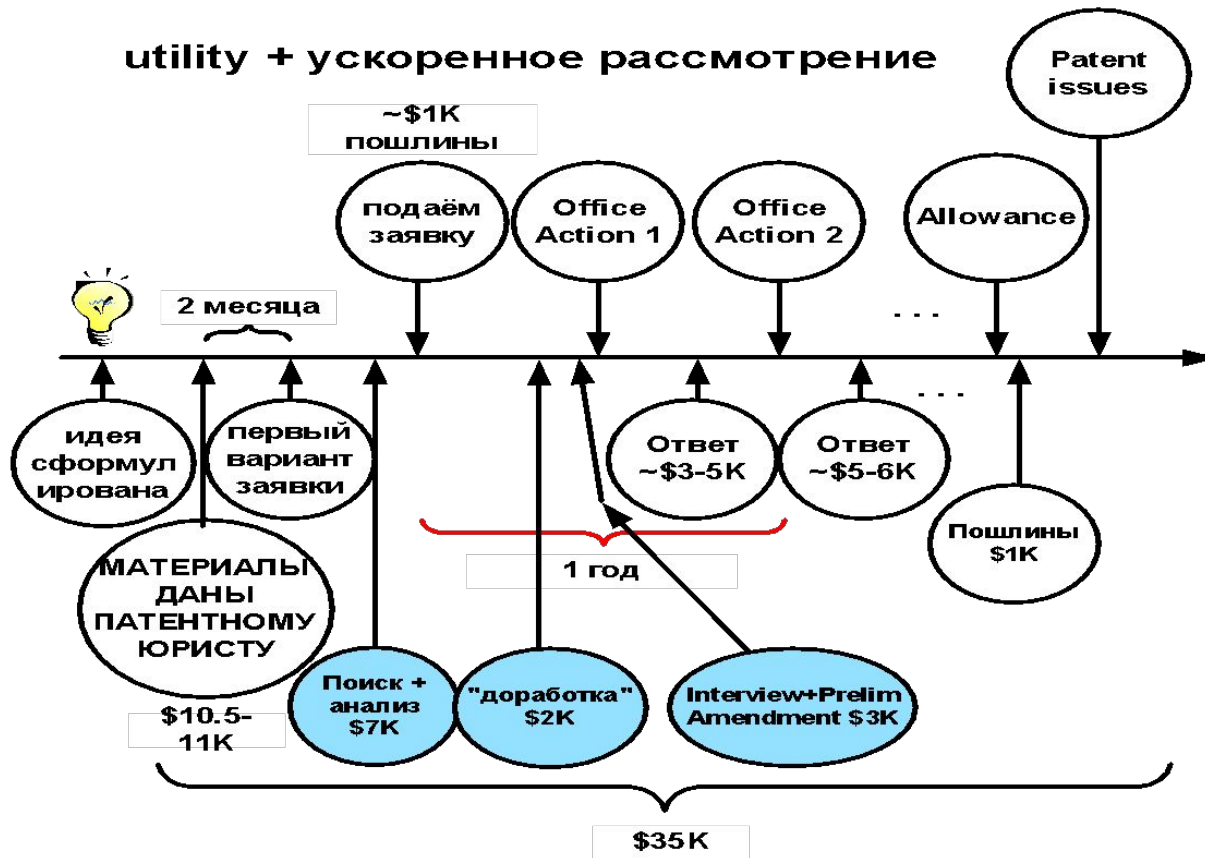 utility + ускоренное рассмотрение
Patent
issues
~$1K
пошлины
подаём
заявку
Office
Action 1
Office
Action 2
Allowance
2 месяца
. . .
идея
сформул
ирована
первый
вариант
заявки
Ответ
~$3-5K
Ответ
~$5-6K
. . .
Пошлины
$1K
МАТЕРИАЛЫ
ДАНЫ
ПАТЕНТНОМУ
ЮРИСТУ
1 год
$10.5-
11K
Поиск +
анализ
$7K
"доработка"
$2K
Interview+Prelim
Amendment $3K
$35K